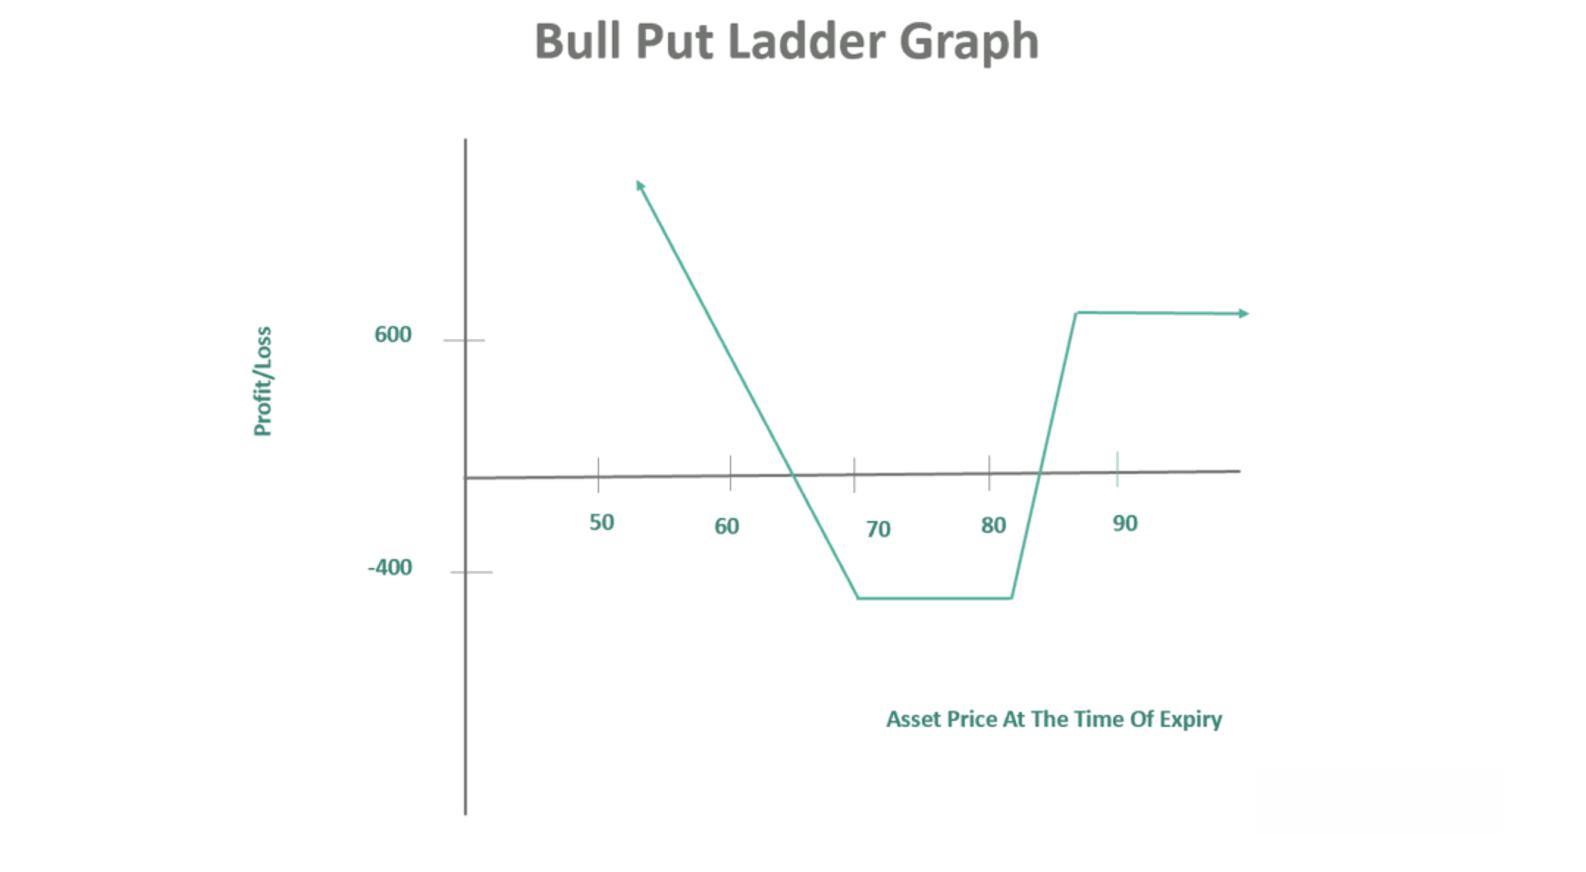 Bull Put Ladder Graph
600
Profit/Loss
50
60
70
80
90
-400
Asset Price At The Time Of Expiry